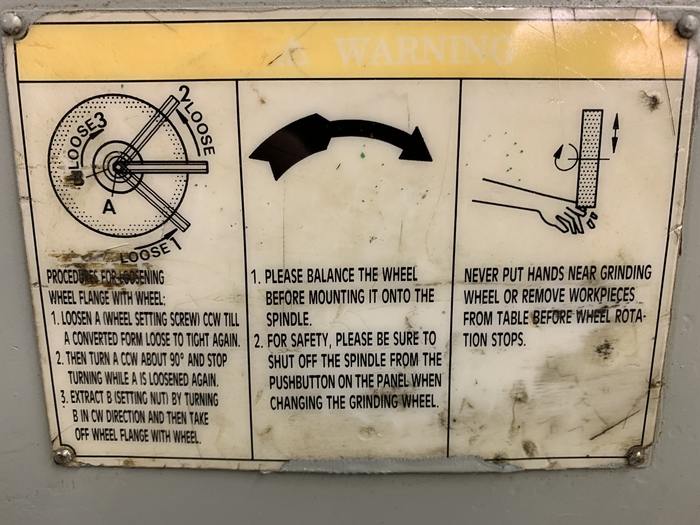 ⚠ WARNING
2
LOOSE
LOOSE 3
B
A
LOOSE 1
PROCEDURES FOR LOOSENING
WHEEL FLANGE WITH WHEEL:
1. LOOSEN A (WHEEL SETTING SCREW) CCW TILL
A CONVERTED FORM LOOSE TO TIGHT AGAIN.
2. THEN TURN A CCW ABOUT 90° AND STOP
TURNING WHILE A IS LOOSENED AGAIN.
3. EXTRACT B (SETTING NUT) BY TURNING
B IN CW DIRECTION AND THEN TAKE
OFF WHEEL FLANGE WITH WHEEL.
1. PLEASE BALANCE THE WHEEL
BEFORE MOUNTING IT ONTO THE
SPINDLE.
2. FOR SAFETY, PLEASE BE SURE TO
SHUT OFF THE SPINDLE FROM THE
PUSHBUTTON ON THE PANEL WHEN
CHANGING THE GRINDING WHEEL.
NEVER PUT HANDS NEAR GRINDING
WHEEL OR REMOVE WORKPIECES
FROM TABLE BEFORE WHEEL ROTA-
TION STOPS.